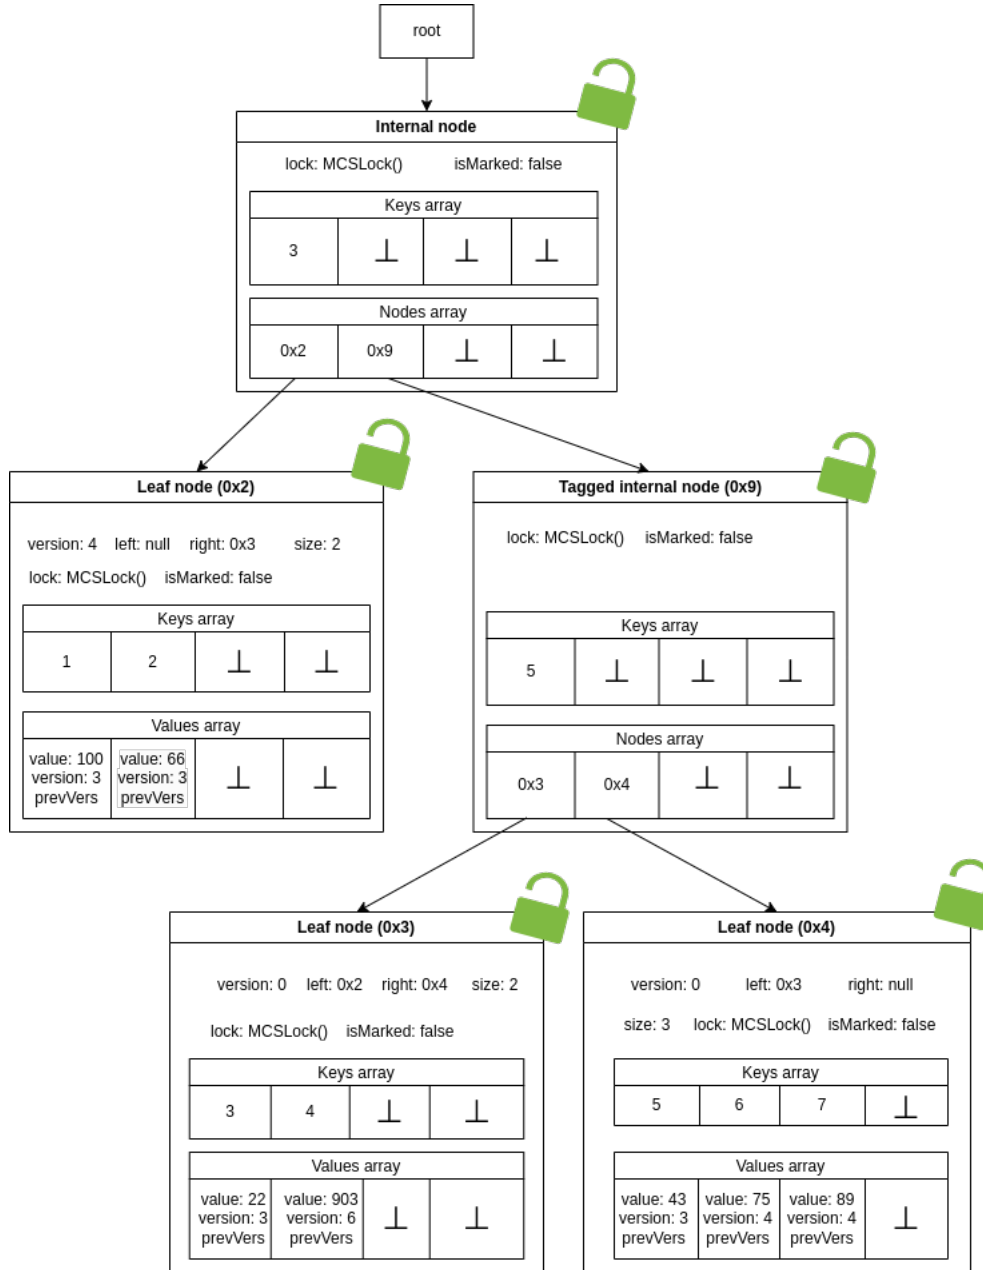 root
Internal node
lock: MCSLock() isMarked: false
Keys array
3 ⊥ ⊥ ⊥
Nodes array
0x2 0x9 ⊥ ⊥
Leaf node (0x2)
version: 4 left: null right: 0x3 size: 2
lock: MCSLock() isMarked: false
Keys array
1 2 ⊥ ⊥
Values array
value: 100 value: 66 ⊥ ⊥
version: 3 version: 3
prevVers prevVers
Tagged internal node (0x9)
lock: MCSLock() isMarked: false
Keys array
5 ⊥ ⊥ ⊥
Nodes array
0x3 0x4 ⊥ ⊥
Leaf node (0x3)
version: 0 left: 0x2 right: 0x4 size: 2
lock: MCSLock() isMarked: false
Keys array
3 4 ⊥ ⊥
Values array
value: 22 value: 903 ⊥ ⊥
version: 3 version: 6
prevVers prevVers
Leaf node (0x4)
version: 0 left: 0x3 right: null
size: 3 lock: MCSLock() isMarked: false
Keys array
5 6 7 ⊥
Values array
value: 43 value: 75 value: 89 ⊥
version: 3 version: 4 version: 4
prevVers prevVers prevVers